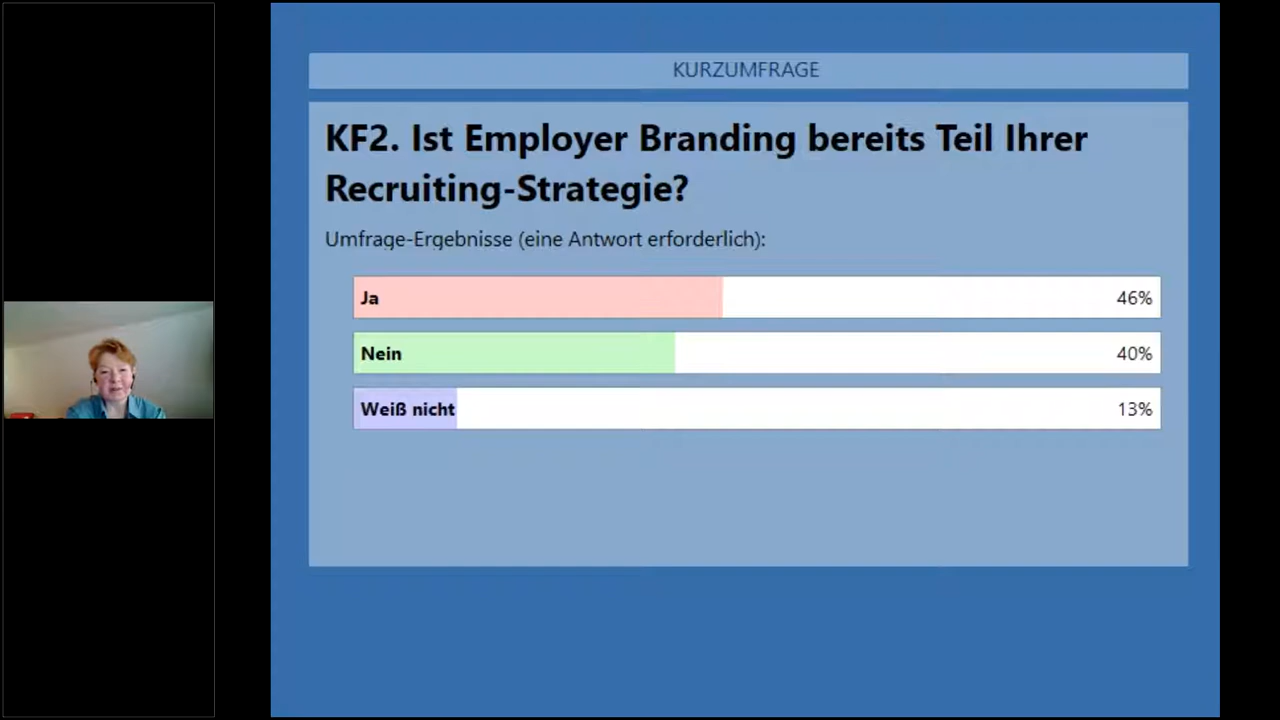 KURZUMFRAGE
KF2. Ist Employer Branding bereits Teil Ihrer
Recruiting-Strategie?
Umfrage-Ergebnisse (eine Antwort erforderlich):
Ja 46%
Nein 40%
Weiß nicht 13%